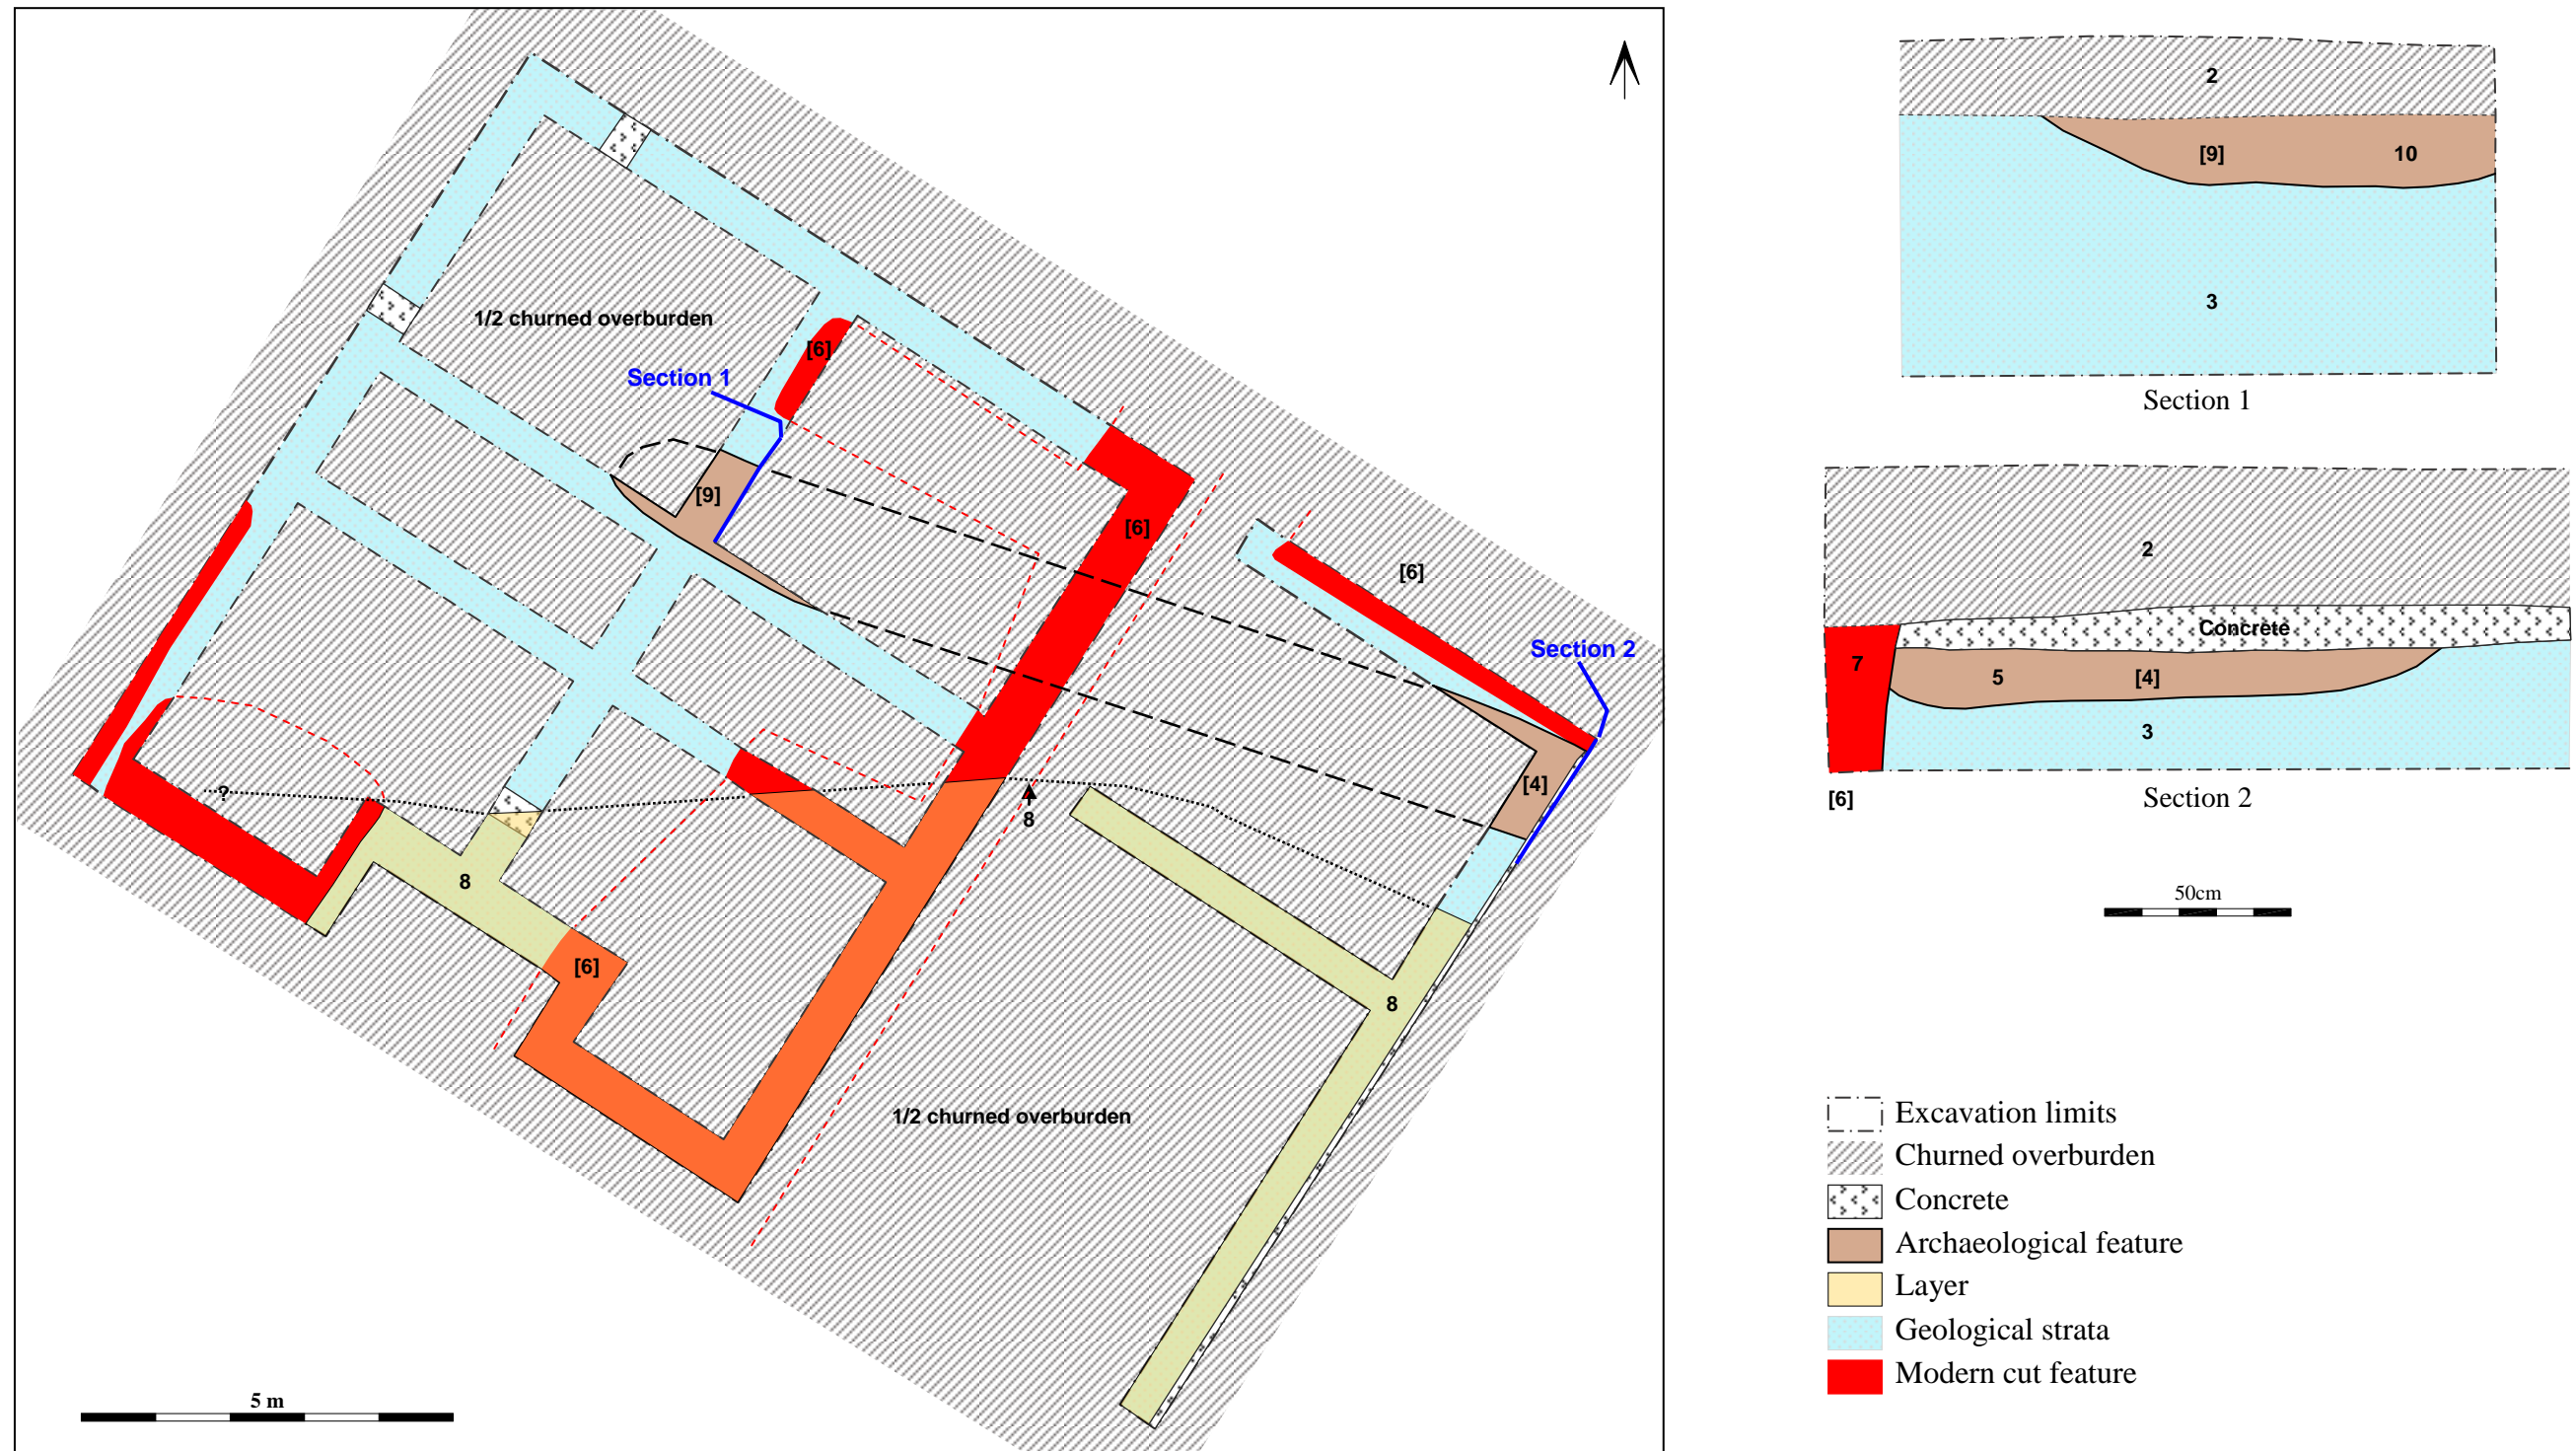 2
[9]
10
3
Section 1
1/2 churned overburden
[6]
Section 1
[9]
[6]
[6]
2
Section 2
Concrete
7
5
[4]
3
[6]
Section 2
[4]
?
8
8
50cm
[6]
8
1/2 churned overburden
Excavation limits
Churned overburden
Concrete
Archaeological feature
Layer
Geological strata
Modern cut feature
5 m